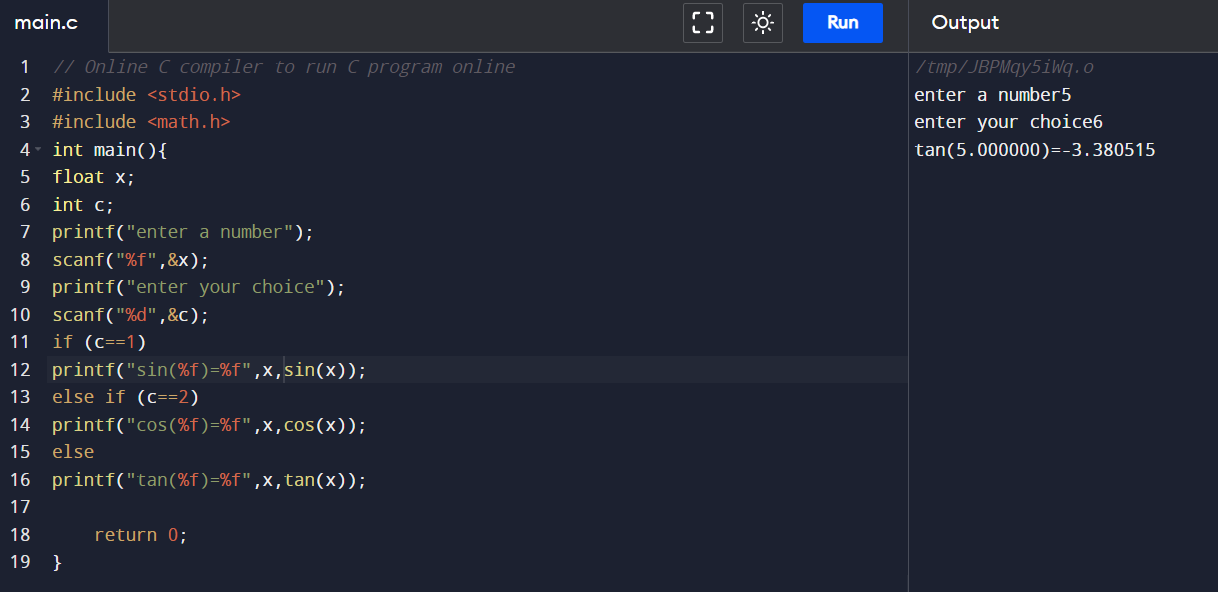 main.c
Run
Output
1 // Online C compiler to run C program online
2 #include <stdio.h>
3 #include <math.h>
4 int main(){
5 float x;
6 int c;
7 printf("enter a number");
8 scanf("%f",&x);
9 printf("enter your choice");
10 scanf("%d",&c);
11 if (c==1)
12 printf("sin(%f)=%f",x,sin(x));
13 else if (c==2)
14 printf("cos(%f)=%f",x,cos(x));
15 else
16 printf("tan(%f)=%f",x,tan(x));
17
18     return 0;
19 }
/tmp/JBPMqy5iWq.o
enter a number5
enter your choice6
tan(5.000000)=-3.380515